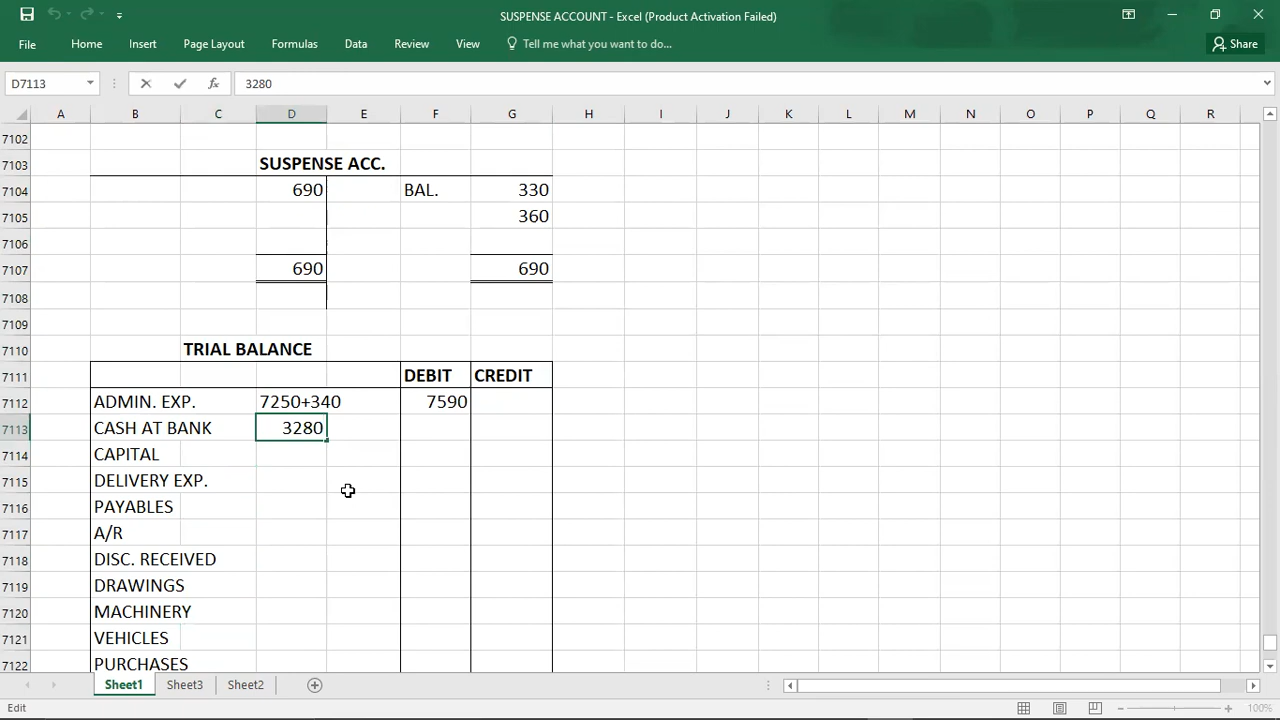 SUSPENSE ACCOUNT - Excel (Product Activation Failed)
File Home Insert Page Layout Formulas Data Review View Tell me what you want to do... Share
D7113 fx 3280
A B C D E F G H I J K L M N O P Q R
7102
7103 SUSPENSE ACC.
7104 690 BAL. 330
7105 360
7106
7107 690 690
7108
7109
7110 TRIAL BALANCE
7111 DEBIT CREDIT
7112 ADMIN. EXP. 7250+340 7590
7113 CASH AT BANK 3280
7114 CAPITAL
7115 DELIVERY EXP.
7116 PAYABLES
7117 A/R
7118 DISC. RECEIVED
7119 DRAWINGS
7120 MACHINERY
7121 VEHICLES
7122 PURCHASES
Sheet1 Sheet3 Sheet2
Edit 100%